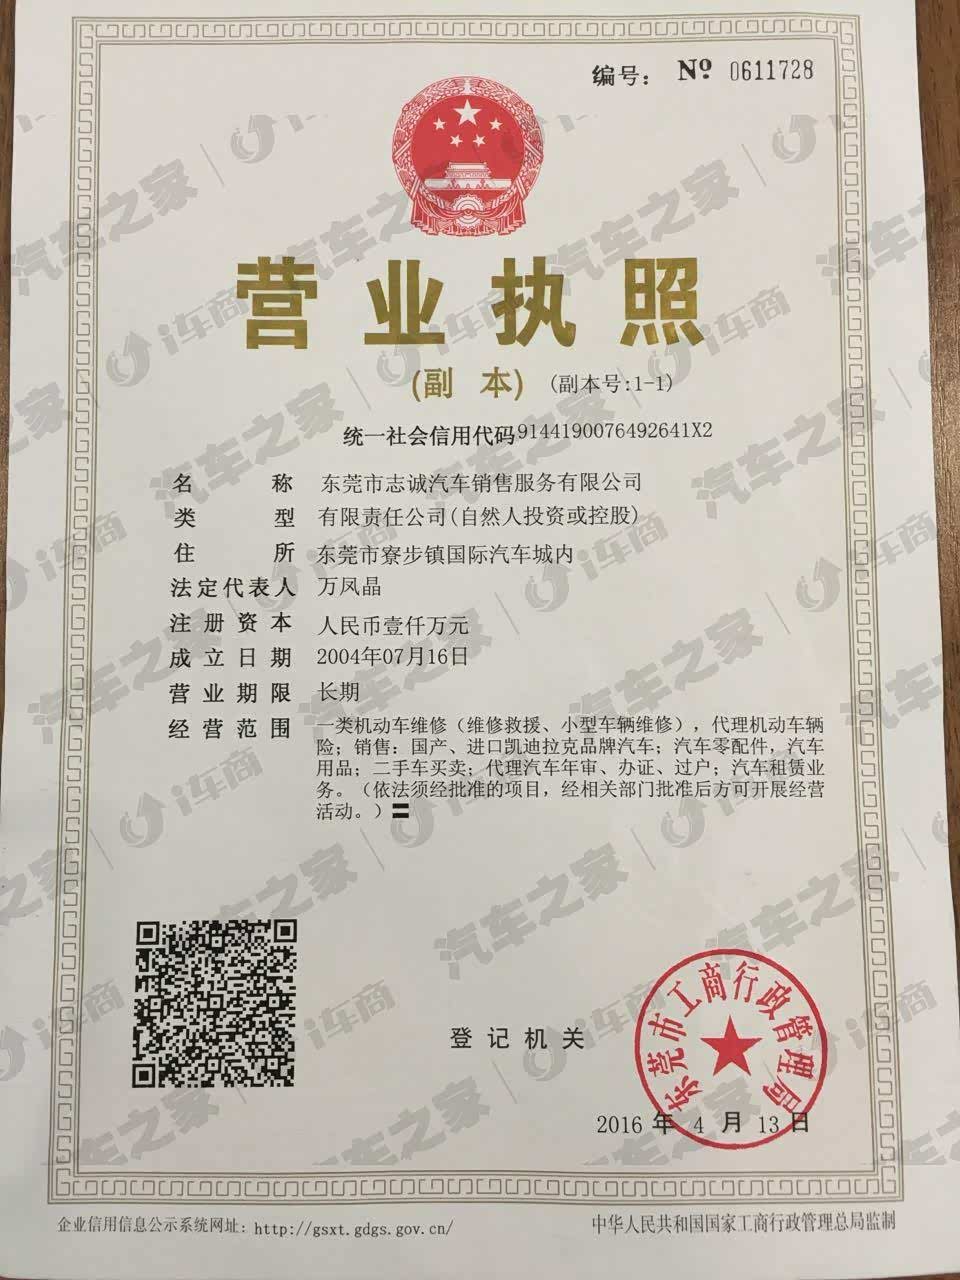 编号： № 0611728
营业执照
(副 本) (副本号:1-1)
统一社会信用代码9144190076492641X2
名 称 东莞市志诚汽车销售服务有限公司
类 型 有限责任公司(自然人投资或控股)
住 所 东莞市寮步镇国际汽车城内
法定代表人 万凤晶
注册资本 人民币壹仟万元
成立日期 2004年07月16日
营业期限 长期
经营范围 一类机动车维修（维修救援、小型车辆维修），代理机动车辆
险；销售：国产、进口凯迪拉克品牌汽车；汽车零配件，汽车
用品；二手车买卖；代理汽车年审、办证、过户；汽车租赁业
务。（依法须经批准的项目，经相关部门批准后方可开展经营
活动。）〓
登记机关
东莞市工商行政管理局
2016 年 4 月 13 日
企业信用信息公示系统网址：http://gsxt.gdgs.gov.cn/
中华人民共和国国家工商行政管理总局监制
汽车之家 | i车商